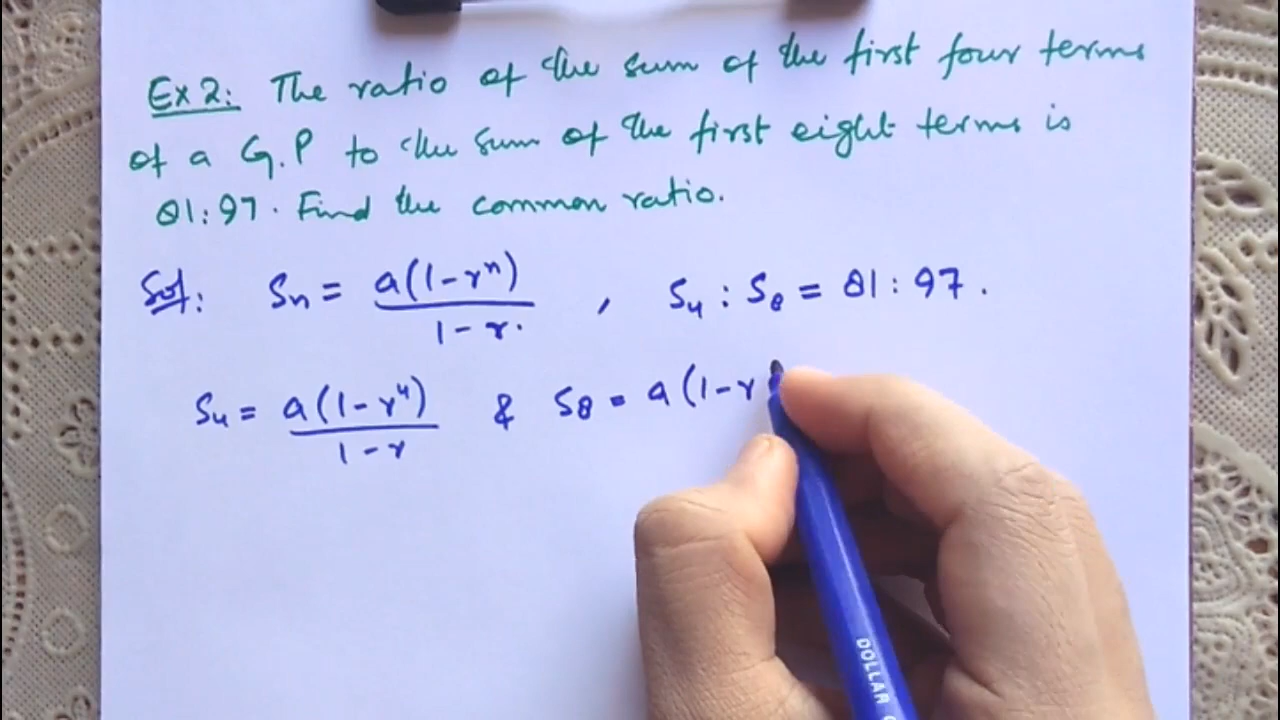 Ex 2: The ratio of the sum of the first four terms
of a G.P to the sum of the first eight terms is
81:97. Find the common ratio.
Sol: Sn = a(1-rⁿ) / 1-r. , S₄ : S₈ = 81 : 97.
S₄ = a(1-r⁴) / 1-r & S₈ = a(1-r
DOLLAR